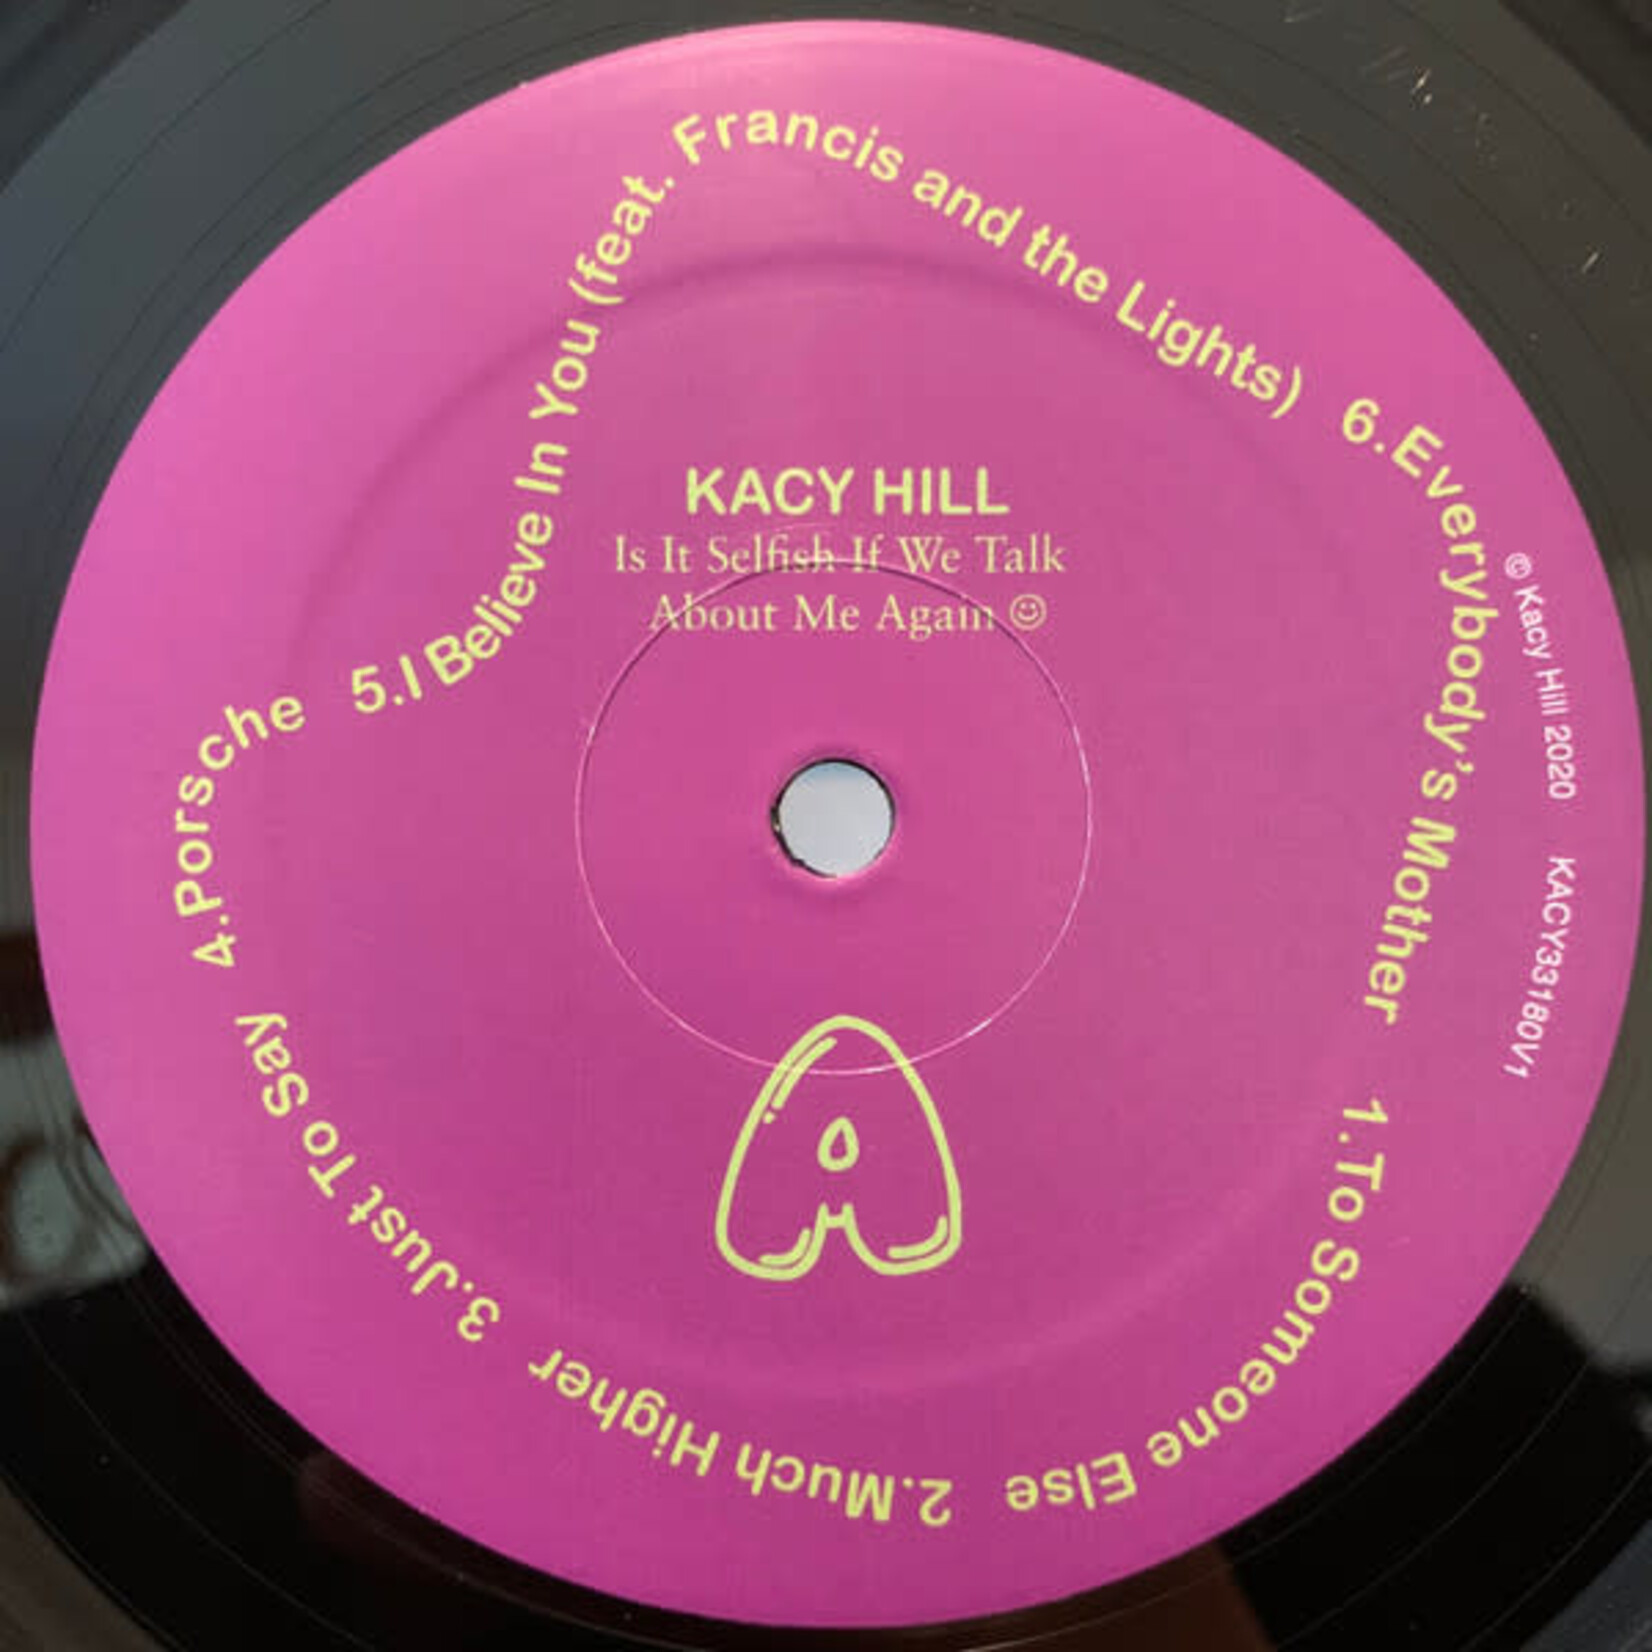 KACY HILL
Is It Selfish If We Talk
About Me Again ☺
A
1.To Someone Else 2.Much Higher 3.Just To Say 4.Porsche 5.I Believe In You (feat. Francis and the Lights) 6.Everybody's Mother
© Kacy Hill 2020 KACY33180V1